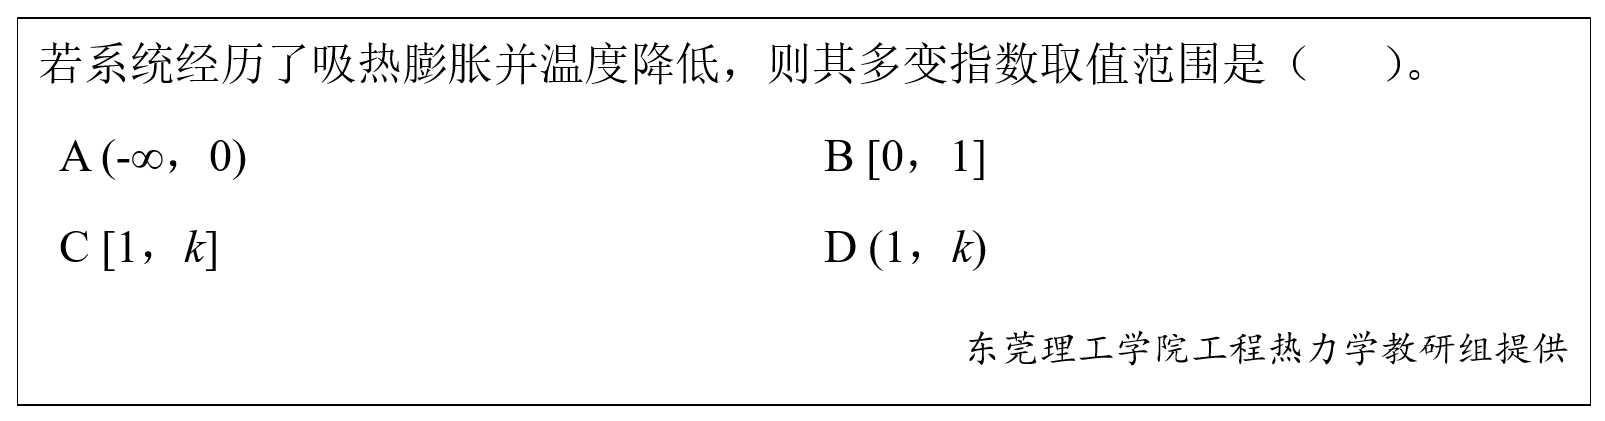 若系统经历了吸热膨胀并温度降低，则其多变指数取值范围是（　　）。
A (-∞，0)
B [0，1]
C [1，k]
D (1，k)
东莞理工学院工程热力学教研组提供